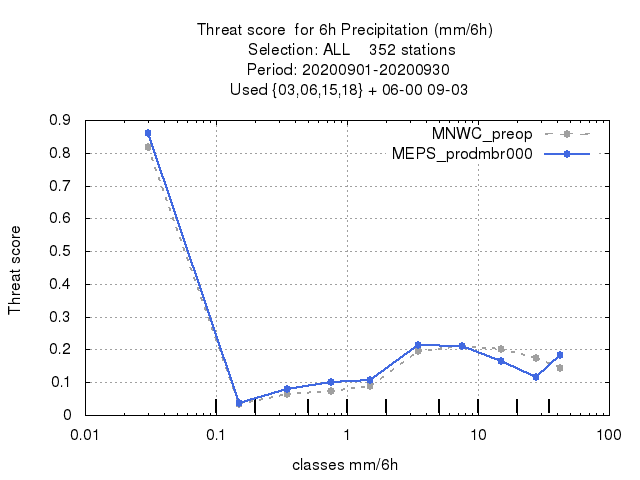 Threat score  for 6h Precipitation (mm/6h)
Selection: ALL    352 stations
Period: 20200901-20200930
Used {03,06,15,18} + 06-00 09-03
MNWC_preop
MEPS_prodmbr000
0.9
0.8
0.7
0.6
0.5
0.4
0.3
0.2
0.1
0
Threat score
0.01
0.1
1
10
100
classes mm/6h